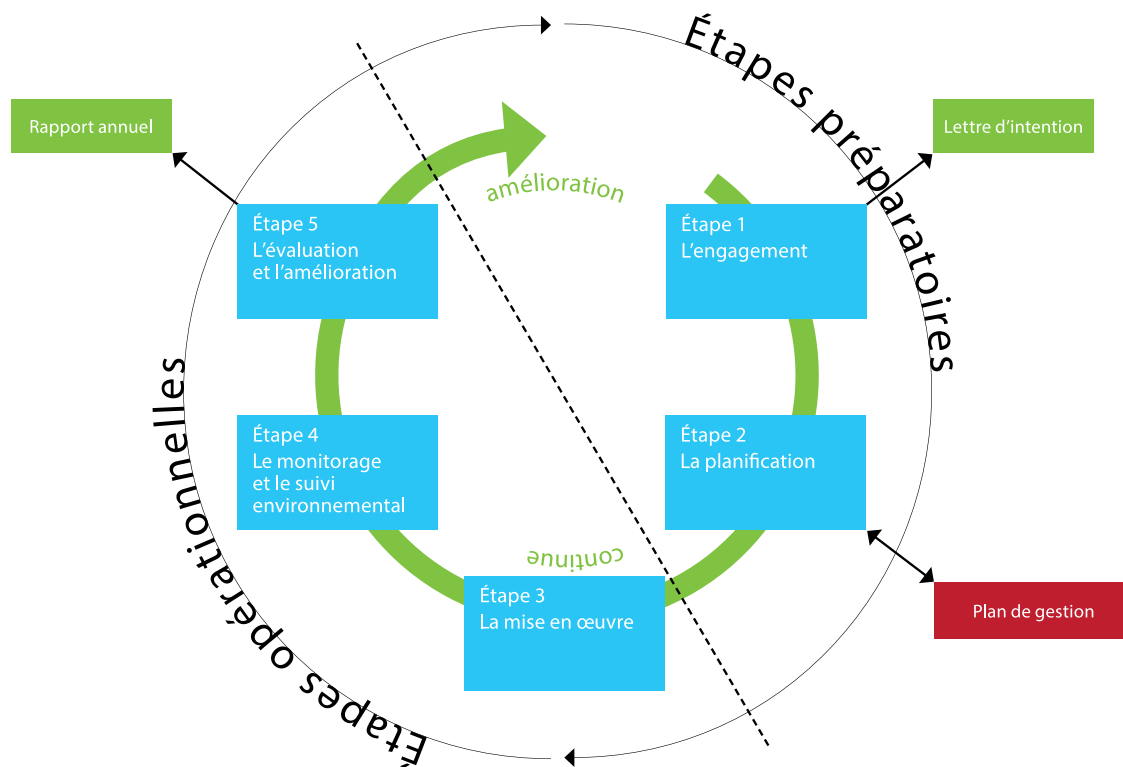 Étapes préparatoires
Rapport annuel
Lettre d'intention
amélioration
Étape 5
L'évaluation
et l'amélioration
Étape 1
L'engagement
Étapes opérationnelles
Étape 4
Le monitorage
et le suivi
environnemental
Étape 2
La planification
continue
Étape 3
La mise en œuvre
Plan de gestion